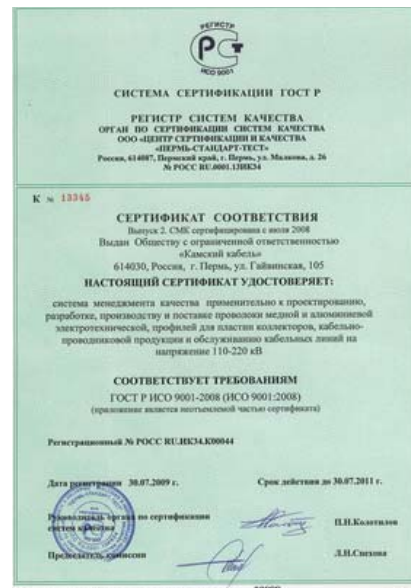 РЕГИСТР
ИСО 9001
СИСТЕМА СЕРТИФИКАЦИИ ГОСТ Р
РЕГИСТР СИСТЕМ КАЧЕСТВА
ОРГАН ПО СЕРТИФИКАЦИИ СИСТЕМ КАЧЕСТВА
ООО «ЦЕНТР СЕРТИФИКАЦИИ И КАЧЕСТВА
«ПЕРМЬ-СТАНДАРТ-ТЕСТ»
Россия, 614087, Пермский край, г. Пермь, ул. Малкова, д. 26
№ РОСС RU.0001.13ИК34
К № 13345
СЕРТИФИКАТ СООТВЕТСТВИЯ
Выпуск 2. СМК сертифицирована с июля 2008
Выдан Обществу с ограниченной ответственностью
«Камский кабель»
614030, Россия, г. Пермь, ул. Гайвинская, 105
НАСТОЯЩИЙ СЕРТИФИКАТ УДОСТОВЕРЯЕТ:
система менеджмента качества применительно к проектированию,
разработке, производству и поставке проволоки медной и алюминиевой
электротехнической, профилей для пластин коллекторов, кабельно-
проводниковой продукции и обслуживанию кабельных линий на
напряжение 110-220 кВ
СООТВЕТСТВУЕТ ТРЕБОВАНИЯМ
ГОСТ Р ИСО 9001-2008 (ИСО 9001:2008)
(приложение является неотъемлемой частью сертификата)
Регистрационный № РОСС RU.ИК34.К00044
Дата регистрации 30.07.2009 г. Срок действия до 30.07.2011 г.
Руководитель органа по сертификации
систем качества П.Н.Колотилов
Председатель комиссии Л.Н.Спехова